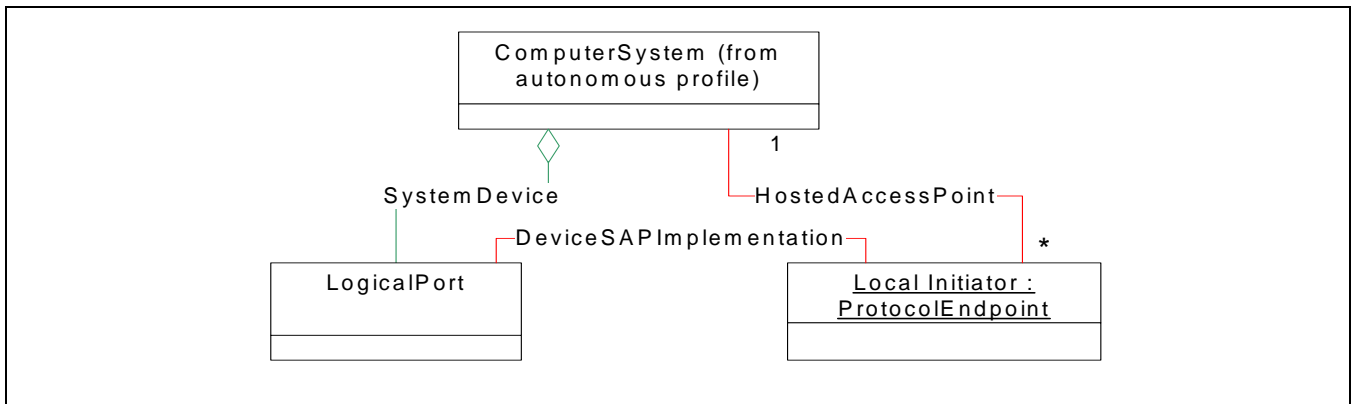 ComputerSystem (from
autonomous profile)
1
SystemDevice
HostedAccessPoint
DeviceSAPImplementation
*
LogicalPort
Local Initiator :
ProtocolEndpoint